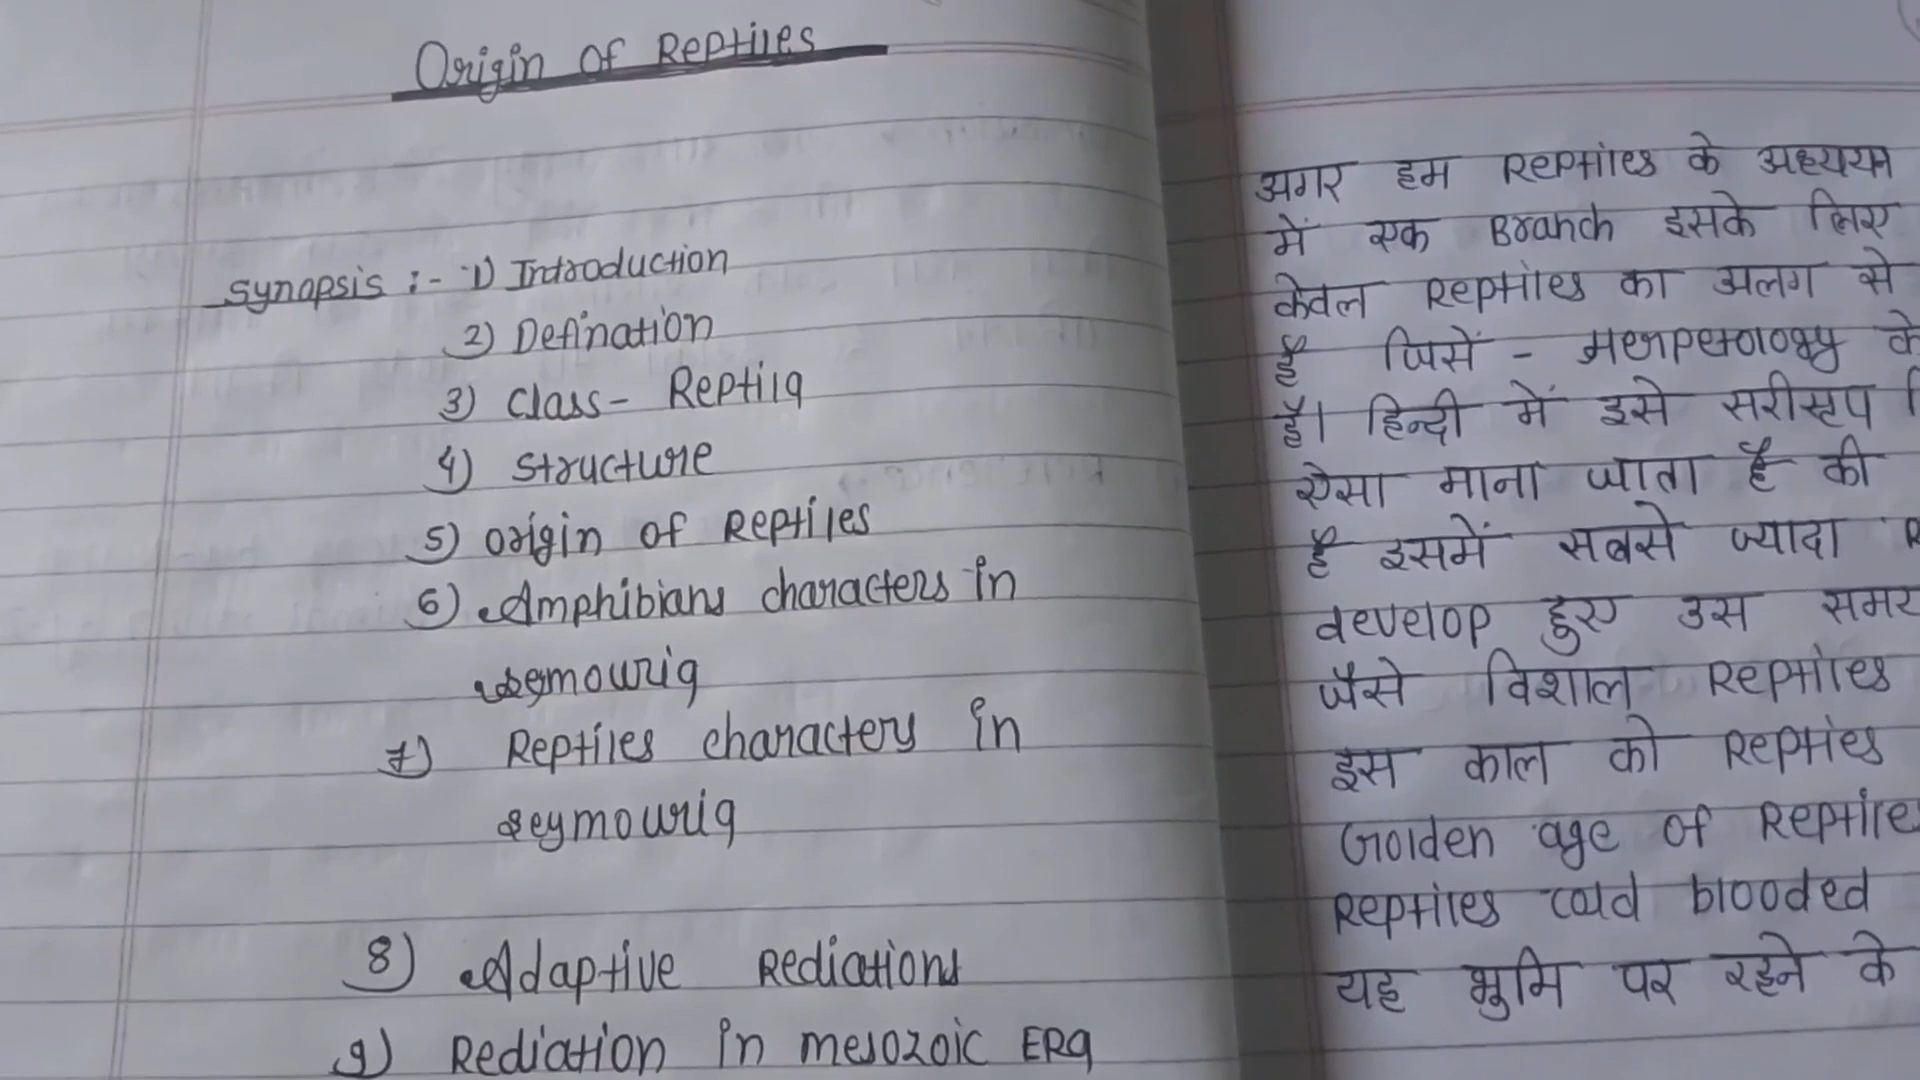 Origin of Reptiles
Synopsis :- 1) Introduction
2) Defination
3) Class- Reptila
4) Structure
5) Origin of Reptiles
6) Amphibians characters in
seymouria
7) Reptiles characters in
seymouria
8) Adaptive Rediations
9) Rediation in mesozoic ERa
अगर हम Reptiles के अध्ययन
में एक Branch इसके लिए
केवल Reptiles का अलग से
है जिसें - Herpetology के
है। हिन्दी में इसे सरीसृप
ऐसा माना जाता है की
है इसमें सबसे ज्यादा R
develop हुए उस समय
जैसे विशाल Reptiles
इस काल को Repties
Golden age of Reptile
Reptiles cold blooded
यह भुमि पर रहने के